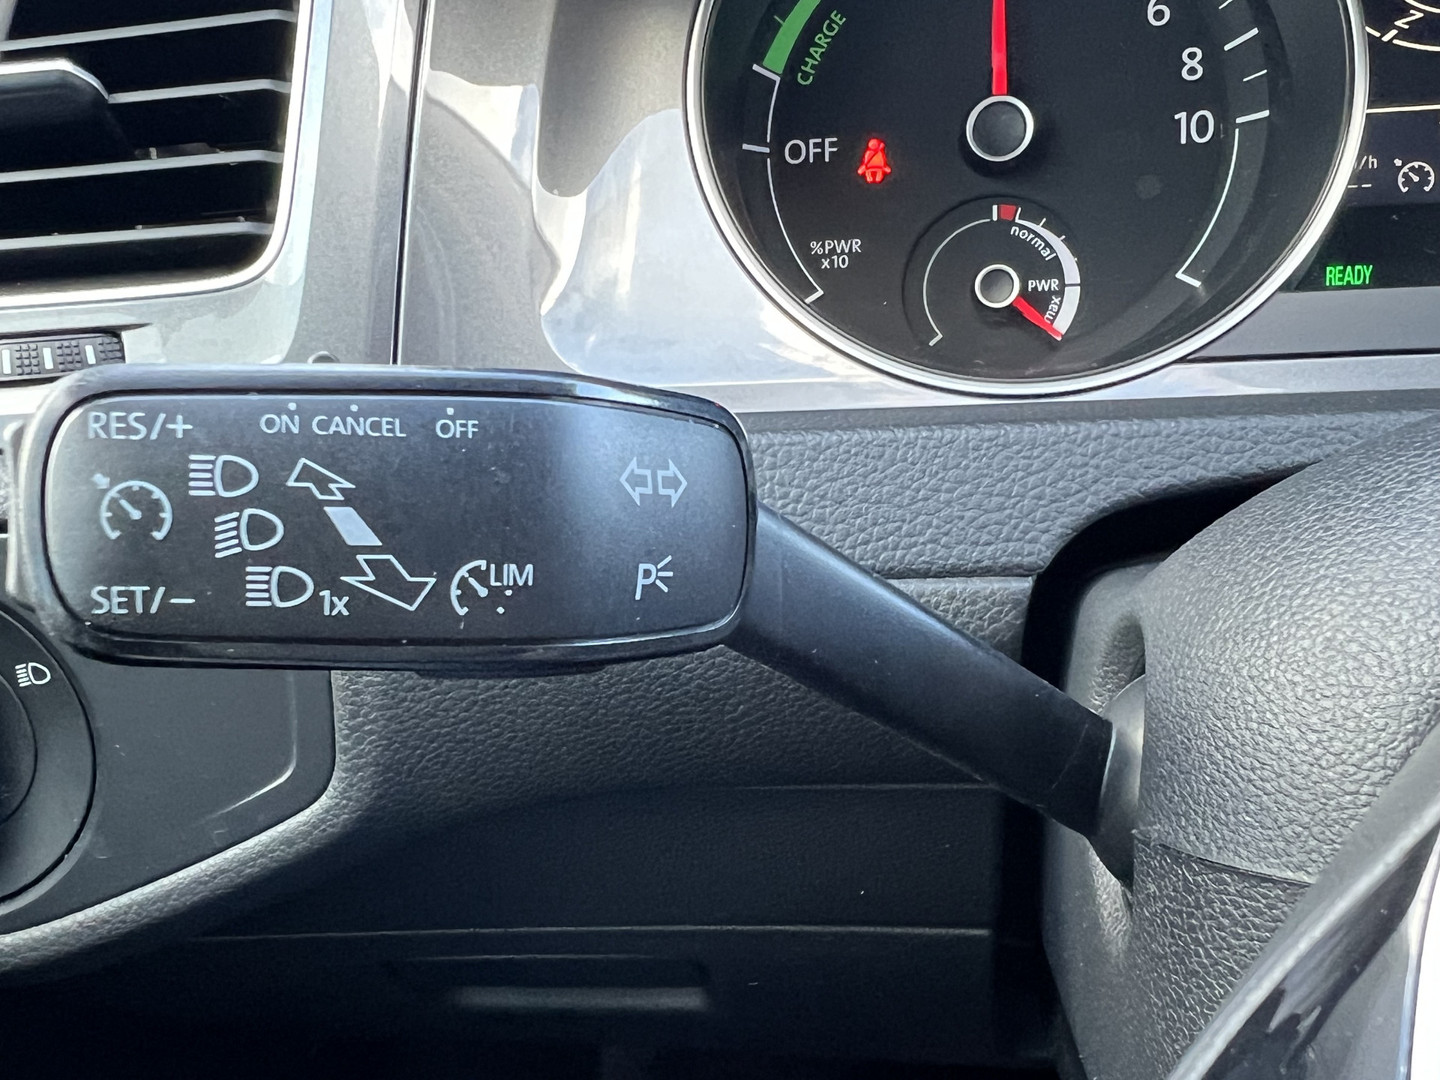 CHARGE
6
8
10
OFF
%PWR
x10
normal
PWR
max
N
READY
RES/+
ON CANCEL OFF
SET/−
1x
LIM
P